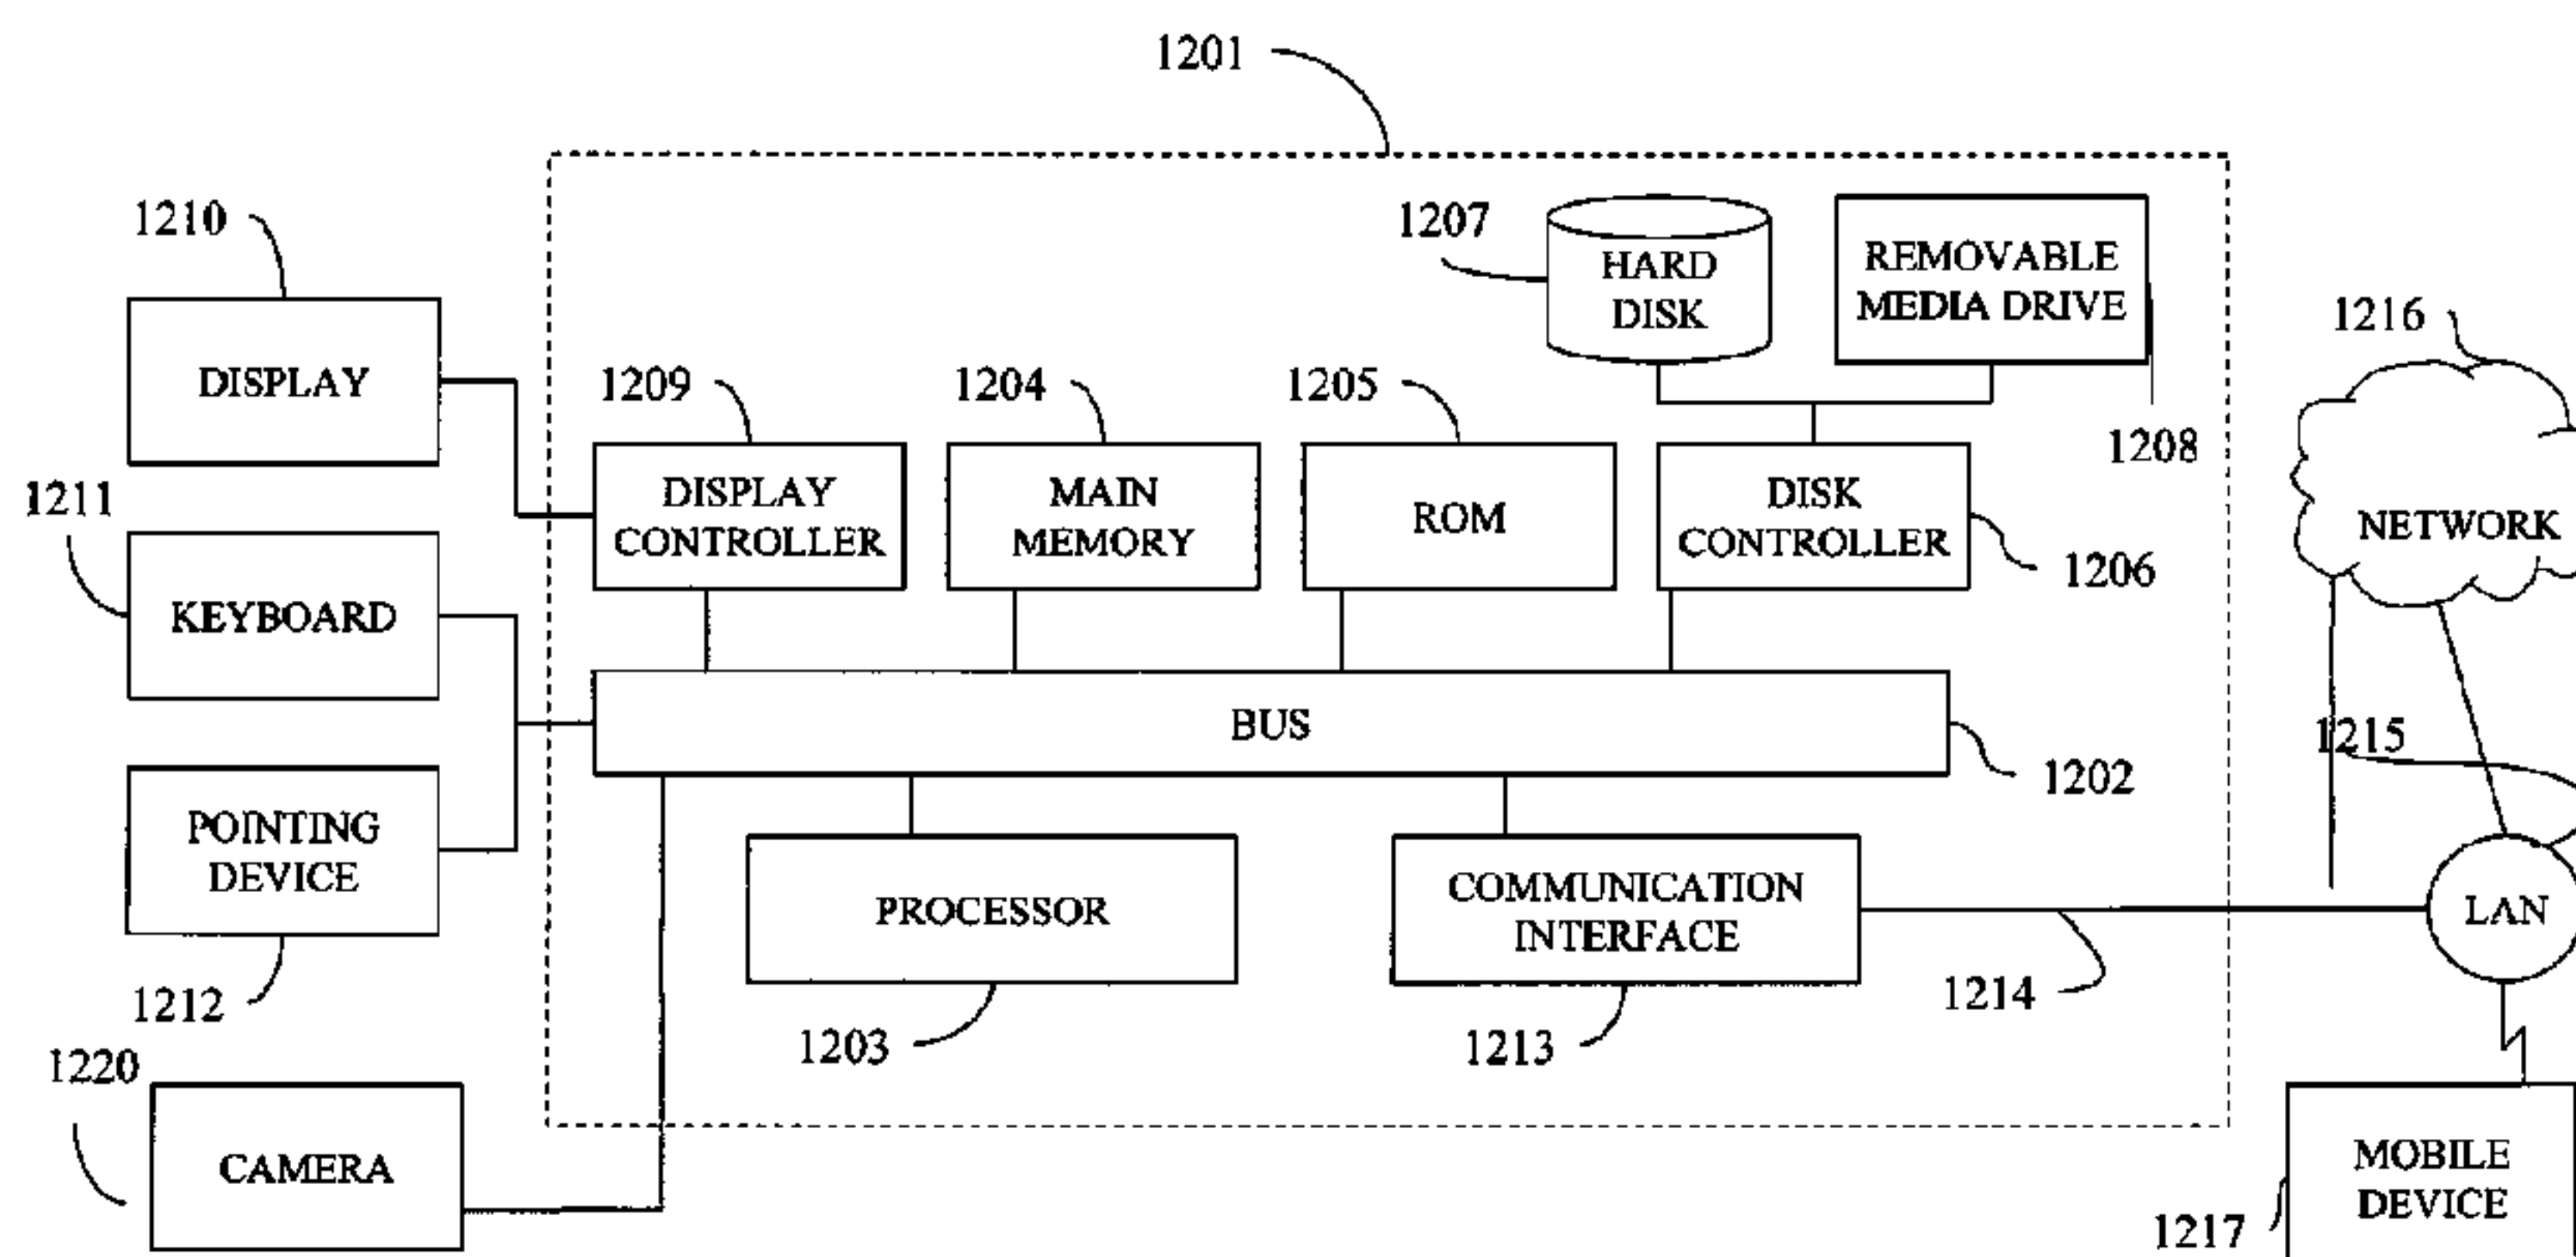 1201
1210
1207
HARD
DISK
REMOVABLE
MEDIA DRIVE
1216
DISPLAY
1209
1204
1205
1208
1211
DISPLAY
CONTROLLER
MAIN
MEMORY
ROM
DISK
CONTROLLER
NETWORK
1206
KEYBOARD
BUS
1215
1202
POINTING
DEVICE
PROCESSOR
COMMUNICATION
INTERFACE
LAN
1212
1214
1203
1213
1220
CAMERA
MOBILE
DEVICE
1217